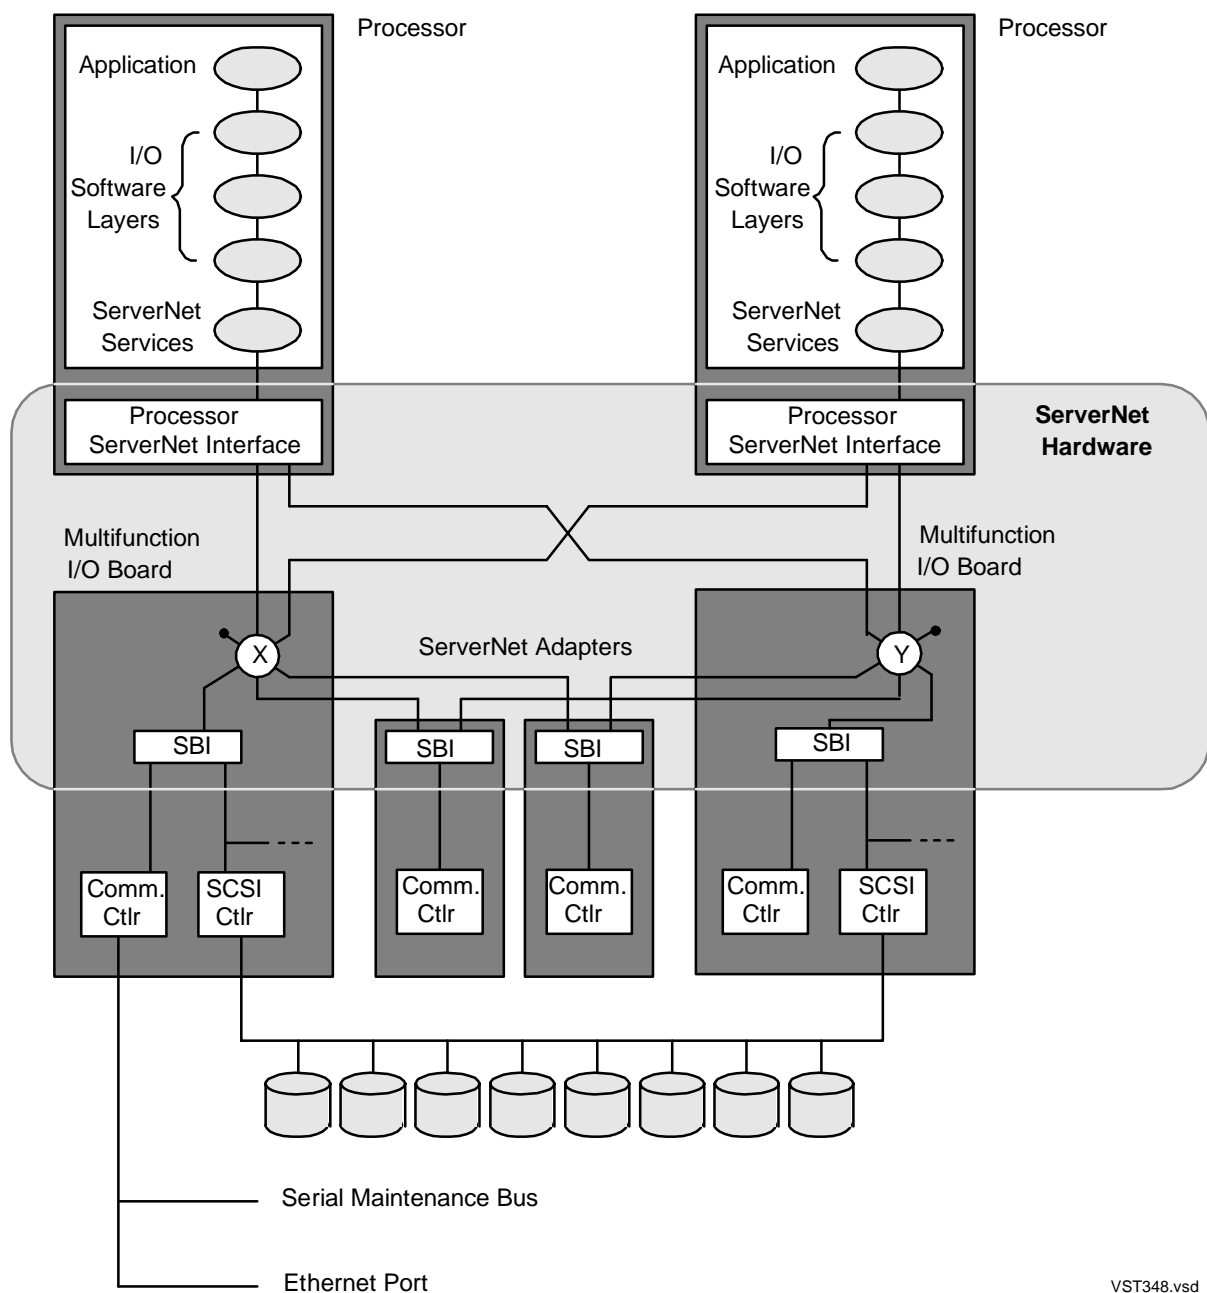 Processor
Processor
Application
Application
I/O
Software
Layers
I/O
Software
Layers
ServerNet
Services
ServerNet
Services
Processor
ServerNet Interface
Processor
ServerNet Interface
ServerNet
Hardware
Multifunction
I/O Board
Multifunction
I/O Board
X
ServerNet Adapters
Y
SBI
SBI
SBI
SBI
Comm.
Ctlr
SCSI
Ctlr
Comm.
Ctlr
Comm.
Ctlr
Comm.
Ctlr
SCSI
Ctlr
Serial Maintenance Bus
Ethernet Port
VST348.vsd